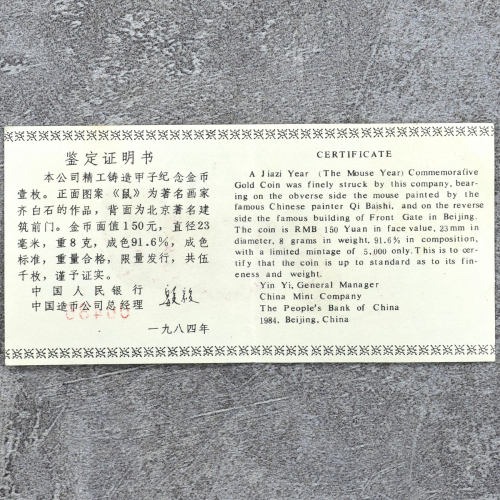 鉴定证明书
本公司精工铸造甲子纪念金币
壹枚。正面图案·《鼠》为著名画家
齐白石的作品，背面为北京著名建
筑前门。金币面值150元，直径23
毫米，重8克，成色91.6%，成色
标准，重量合格，限量发行，共伍
千枚，谨予证实。
中国人民银行
中国造币公司总经理
一九八四年
CERTIFICATE
A Jiazi Year (The Mouse Year) Commemorative
Gold Coin was finely struck by this company, bear-
ing on the obverse side the mouse painted by the
famous Chinese painter Qi Baishi, and on the reverse
side the famous building of Front Gate in Beijing.
The coin is RMB 150 Yuan in face value, 23mm in
diameter, 8 grams in weight, 91.6% in composition,
with a limited mintage of 5,000 only. This is to cer-
tify that the coin is up to standard as to its fin-
eness and weight.
Yin Yi, General Manager
China Mint Company
The People's Bank of China
1984. Beijing, China